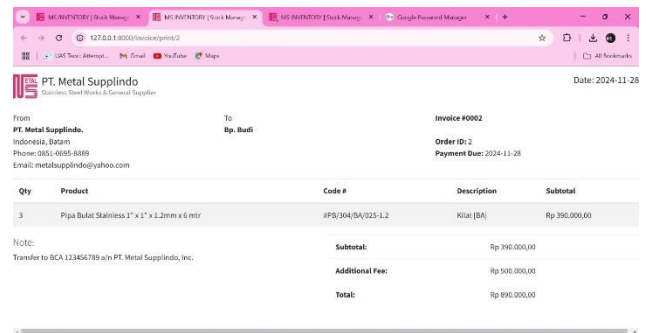 MS INVENTORY | Stock Manag
MS INVENTORY | Stock Manag
MS INVENTORY | Stock Manag
Google Password Manager
127.0.0.1:8000/invoice/print/2
UAS Teori: Attempt...
Gmail
YouTube
Maps
All Bookmarks
PT. Metal Supplindo
Stainless Steel Works & General Supplier
Date: 2024-11-28
From
PT. Metal Supplindo.
Indonesia, Batam
Phone: 0851-0695-8889
Email: metalsupplindo@yahoo.com
To
Bp. Budi
Invoice #0002
Order ID: 2
Payment Due: 2024-11-28
Qty Product Code # Description Subtotal
3 Pipa Bulat Stainless 1" x 1" x 1.2mm x 6 mtr #PB/304/BA/025-1.2 Kilat [BA] Rp 390.000,00
Note:
Transfer to BCA 123456789 a/n PT. Metal Supplindo, Inc.
Subtotal: Rp 390.000,00
Additional Fee: Rp 500.000,00
Total: Rp 890.000,00